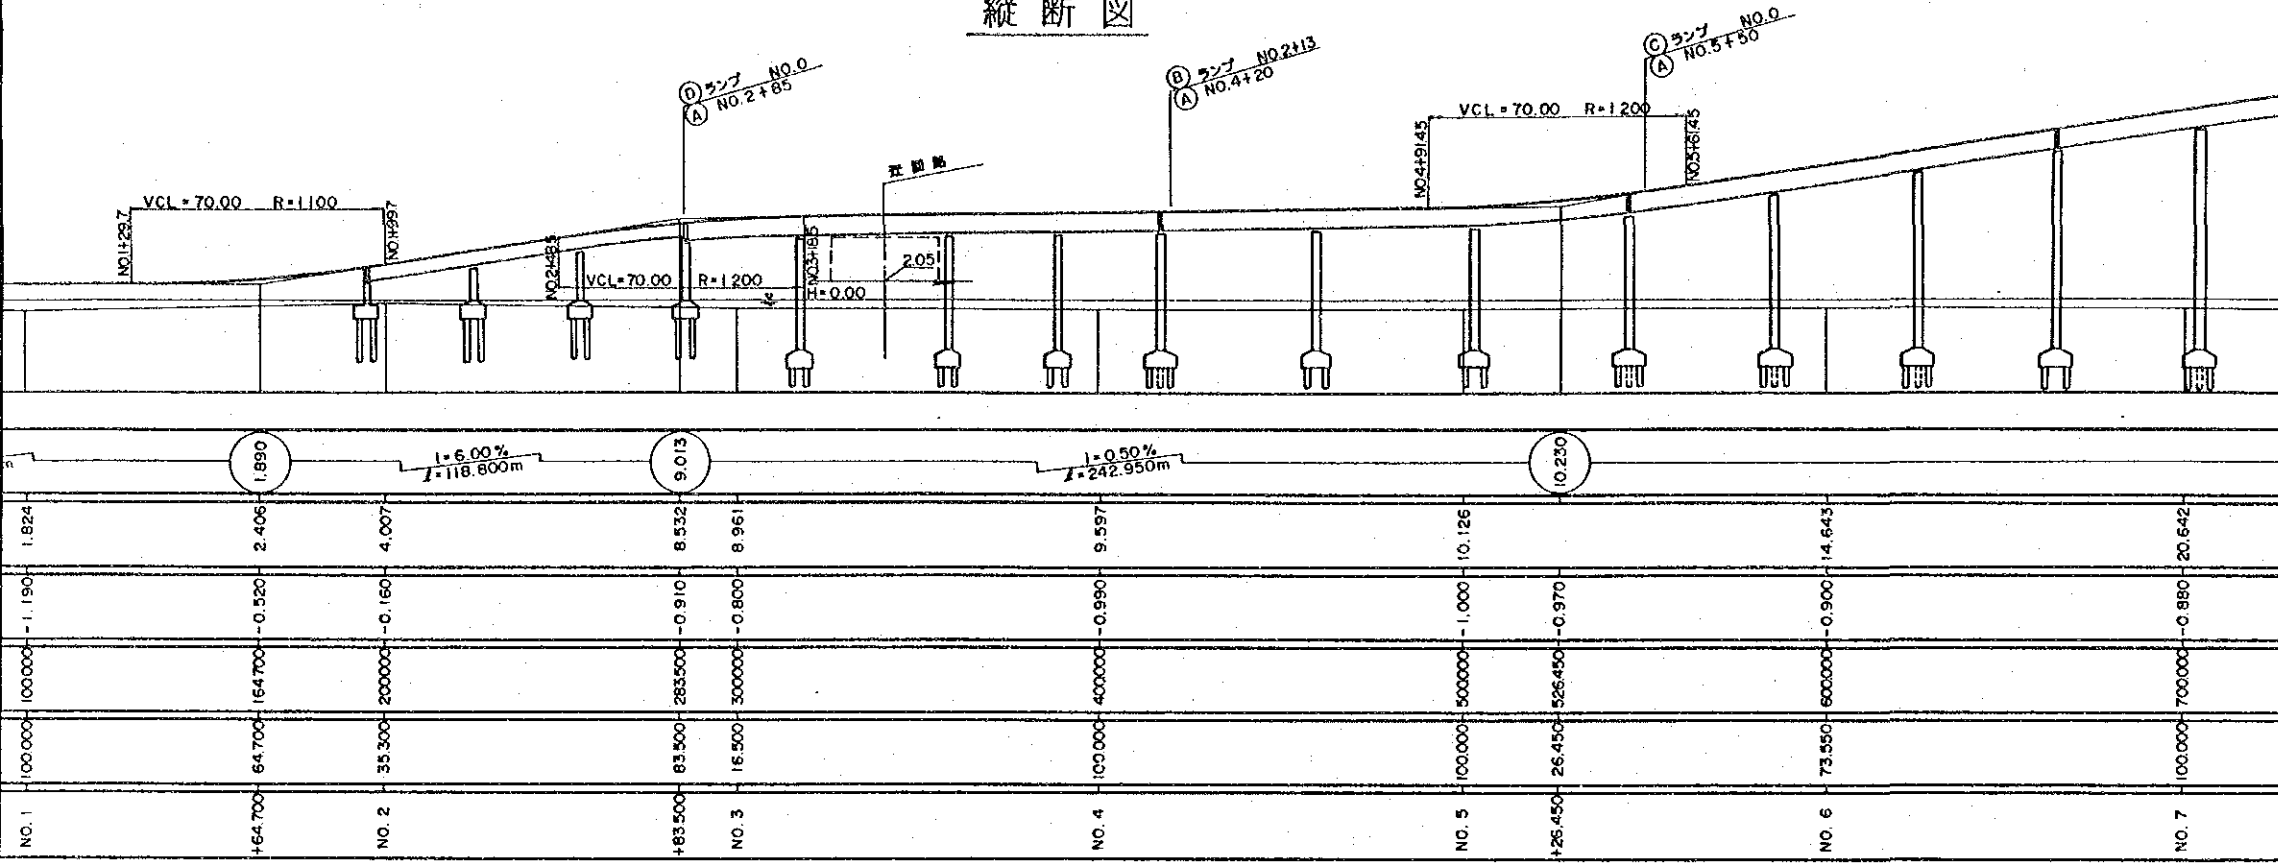 縦断図
Ⓓ ランプ NO.0
Ⓐ NO.2+85
Ⓑ ランプ NO.2+13
Ⓐ NO.4+20
Ⓒ ランプ NO.0
Ⓐ NO.5+50
VCL=70.00 R=1100
NO.1+29.7
NO.1+99.7
VCL=70.00 R=1200
NO.2+48.5
NO.3+18.5
H=0.00
2.05
VCL=70.00 R=1200
NO.4+91.45
NO.5+61.45
1.890
i=6.00%
ℓ=118.800m
9.013
i=0.50%
ℓ=242.950m
10.230
1.824 2.406 4.007 8.532 8.961 9.597 10.126 14.643 20.642
-1.190 -0.520 -0.160 -0.910 -0.800 -0.990 -1.000 -0.970 -0.900 -0.880
100.000 164.700 200.000 283.500 300.000 400.000 500.000 526.450 600.000 700.000
100.000 64.700 35.300 83.500 16.500 100.000 100.000 26.450 73.550 100.000
NO. 1 +64.700 NO. 2 +83.500 NO. 3 NO. 4 NO. 5 +26.450 NO. 6 NO. 7